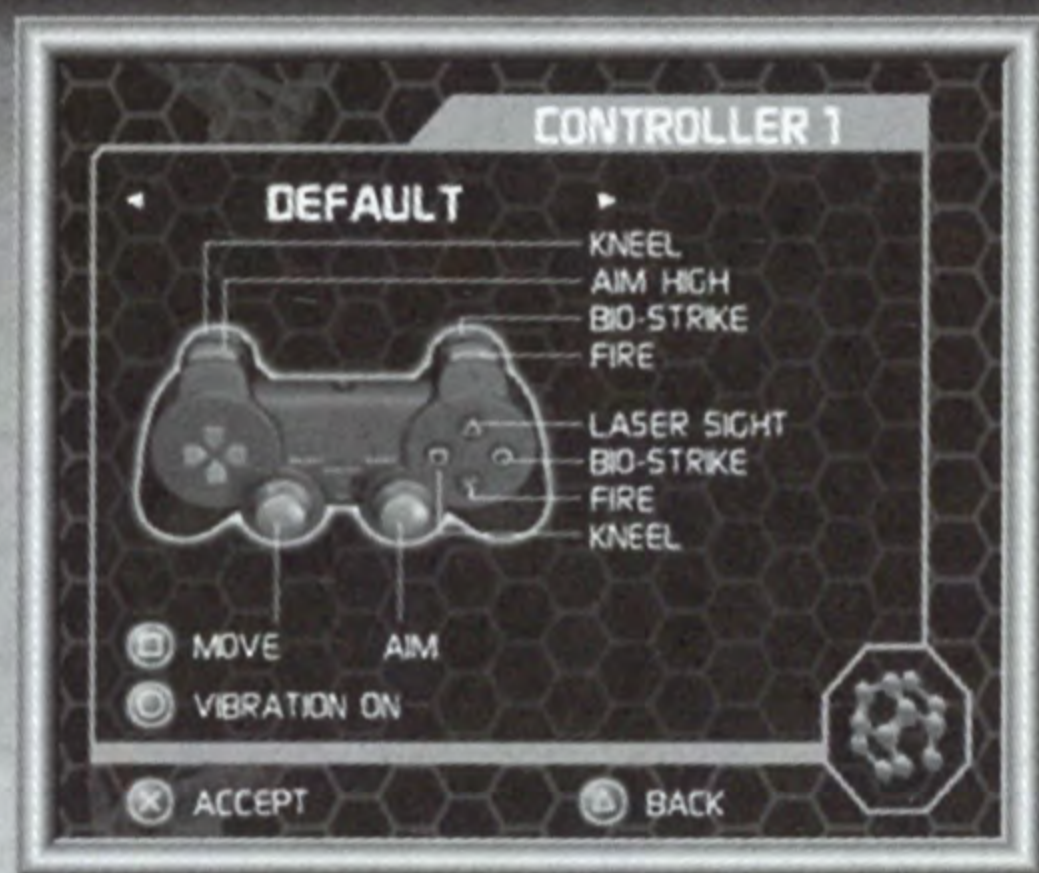 CONTROLLER 1
DEFAULT
KNEEL
AIM HIGH
BIO-STRIKE
FIRE
LASER SIGHT
BIO-STRIKE
FIRE
KNEEL
MOVE AIM
VIBRATION ON
ACCEPT BACK